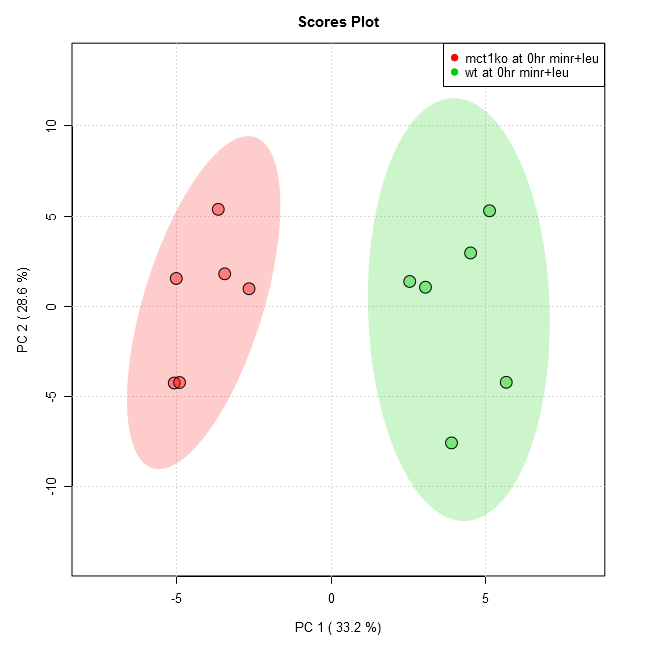 Scores Plot
mct1ko at 0hr minr+leu
wt at 0hr minr+leu
10
5
0
-5
-10
PC 2 ( 28.6 %)
-5
0
5
PC 1 ( 33.2 %)